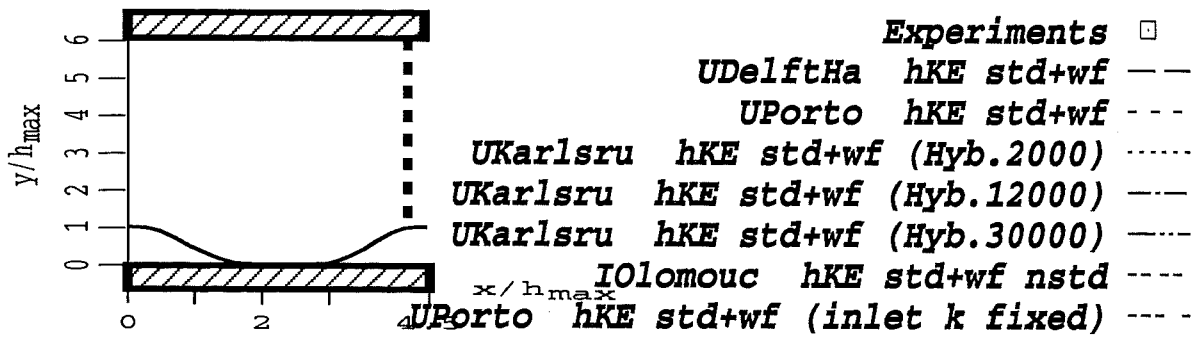 6
5
4
3
2
1
0
y/hmax
0
2
4
x/hmax
Experiments
UDelftHa hKE std+wf
UPorto hKE std+wf
UKarlsru hKE std+wf (Hyb.2000)
UKarlsru hKE std+wf (Hyb.12000)
UKarlsru hKE std+wf (Hyb.30000)
IOlomouc hKE std+wf nstd
UPorto hKE std+wf (inlet k fixed)